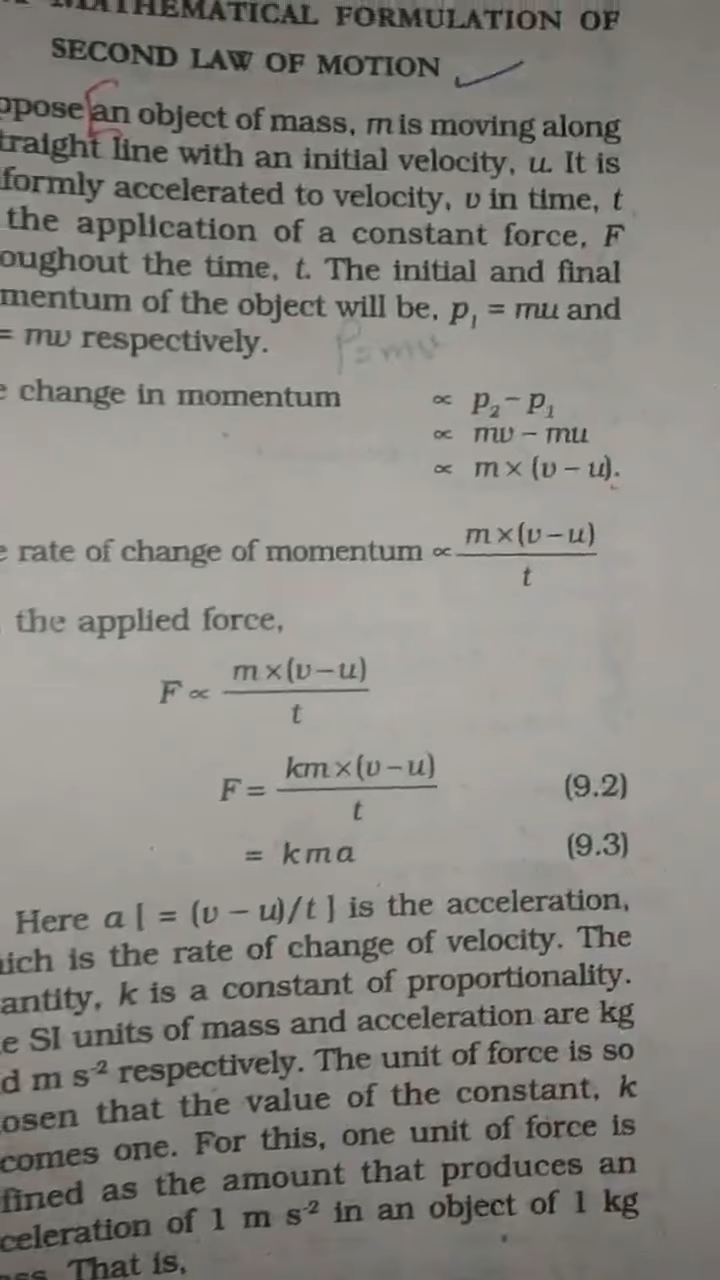 MATHEMATICAL FORMULATION OF
SECOND LAW OF MOTION
an object of mass, m is moving along
line with an initial velocity, u. It is
accelerated to velocity, v in time, t
the application of a constant force, F
the time, t. The initial and final
of the object will be, p₁ = mu and
= mv respectively.
P=mv
change in momentum ∝ p₂ − p₁
∝ mv − mu
∝ m × (v − u).
rate of change of momentum ∝ m×(v−u)
t
the applied force,
F ∝ m×(v−u)
t
F = km×(v−u) (9.2)
t
= kma (9.3)
Here a [ = (v − u)/t ] is the acceleration,
is the rate of change of velocity. The
k is a constant of proportionality.
SI units of mass and acceleration are kg
m s⁻² respectively. The unit of force is so
that the value of the constant, k
one. For this, one unit of force is
as the amount that produces an
of 1 m s⁻² in an object of 1 kg
That is,